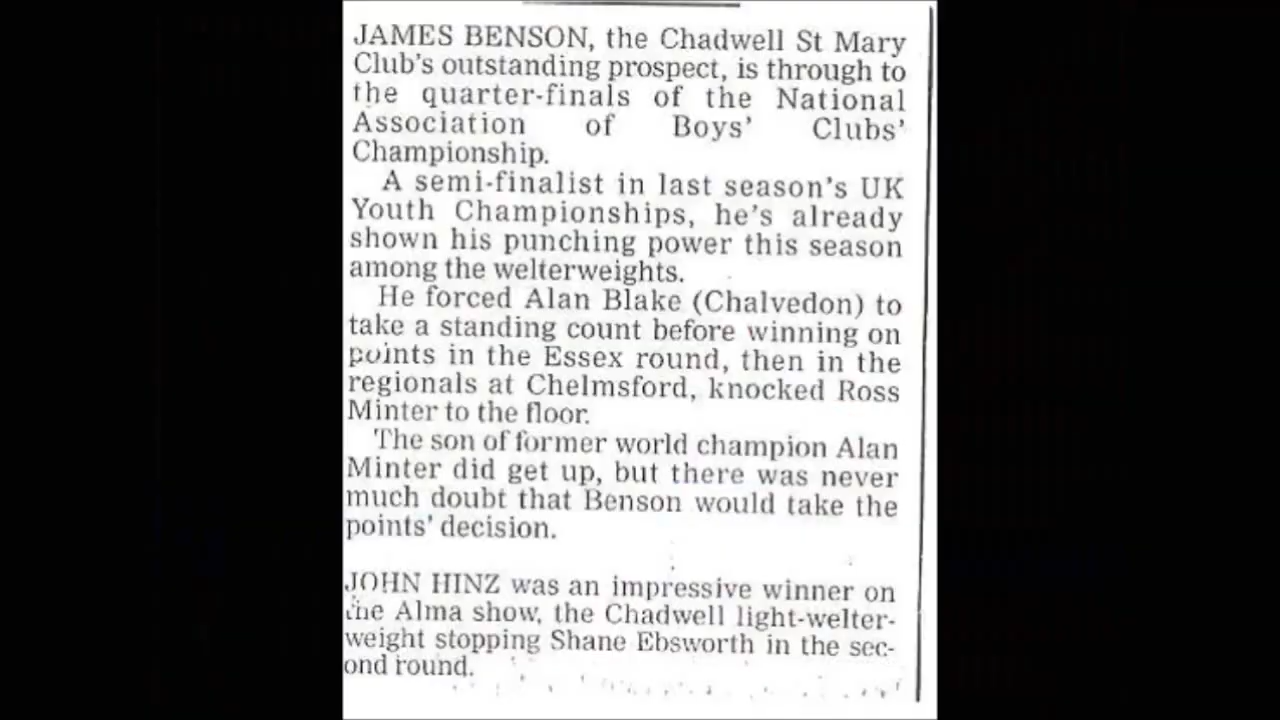 JAMES BENSON, the Chadwell St Mary
Club's outstanding prospect, is through to
the quarter-finals of the National
Association of Boys' Clubs'
Championship.
A semi-finalist in last season's UK
Youth Championships, he's already
shown his punching power this season
among the welterweights.
He forced Alan Blake (Chalvedon) to
take a standing count before winning on
points in the Essex round, then in the
regionals at Chelmsford, knocked Ross
Minter to the floor.
The son of former world champion Alan
Minter did get up, but there was never
much doubt that Benson would take the
points' decision.
JOHN HINZ was an impressive winner on
the Alma show, the Chadwell light-welter-
weight stopping Shane Ebsworth in the sec-
ond round.